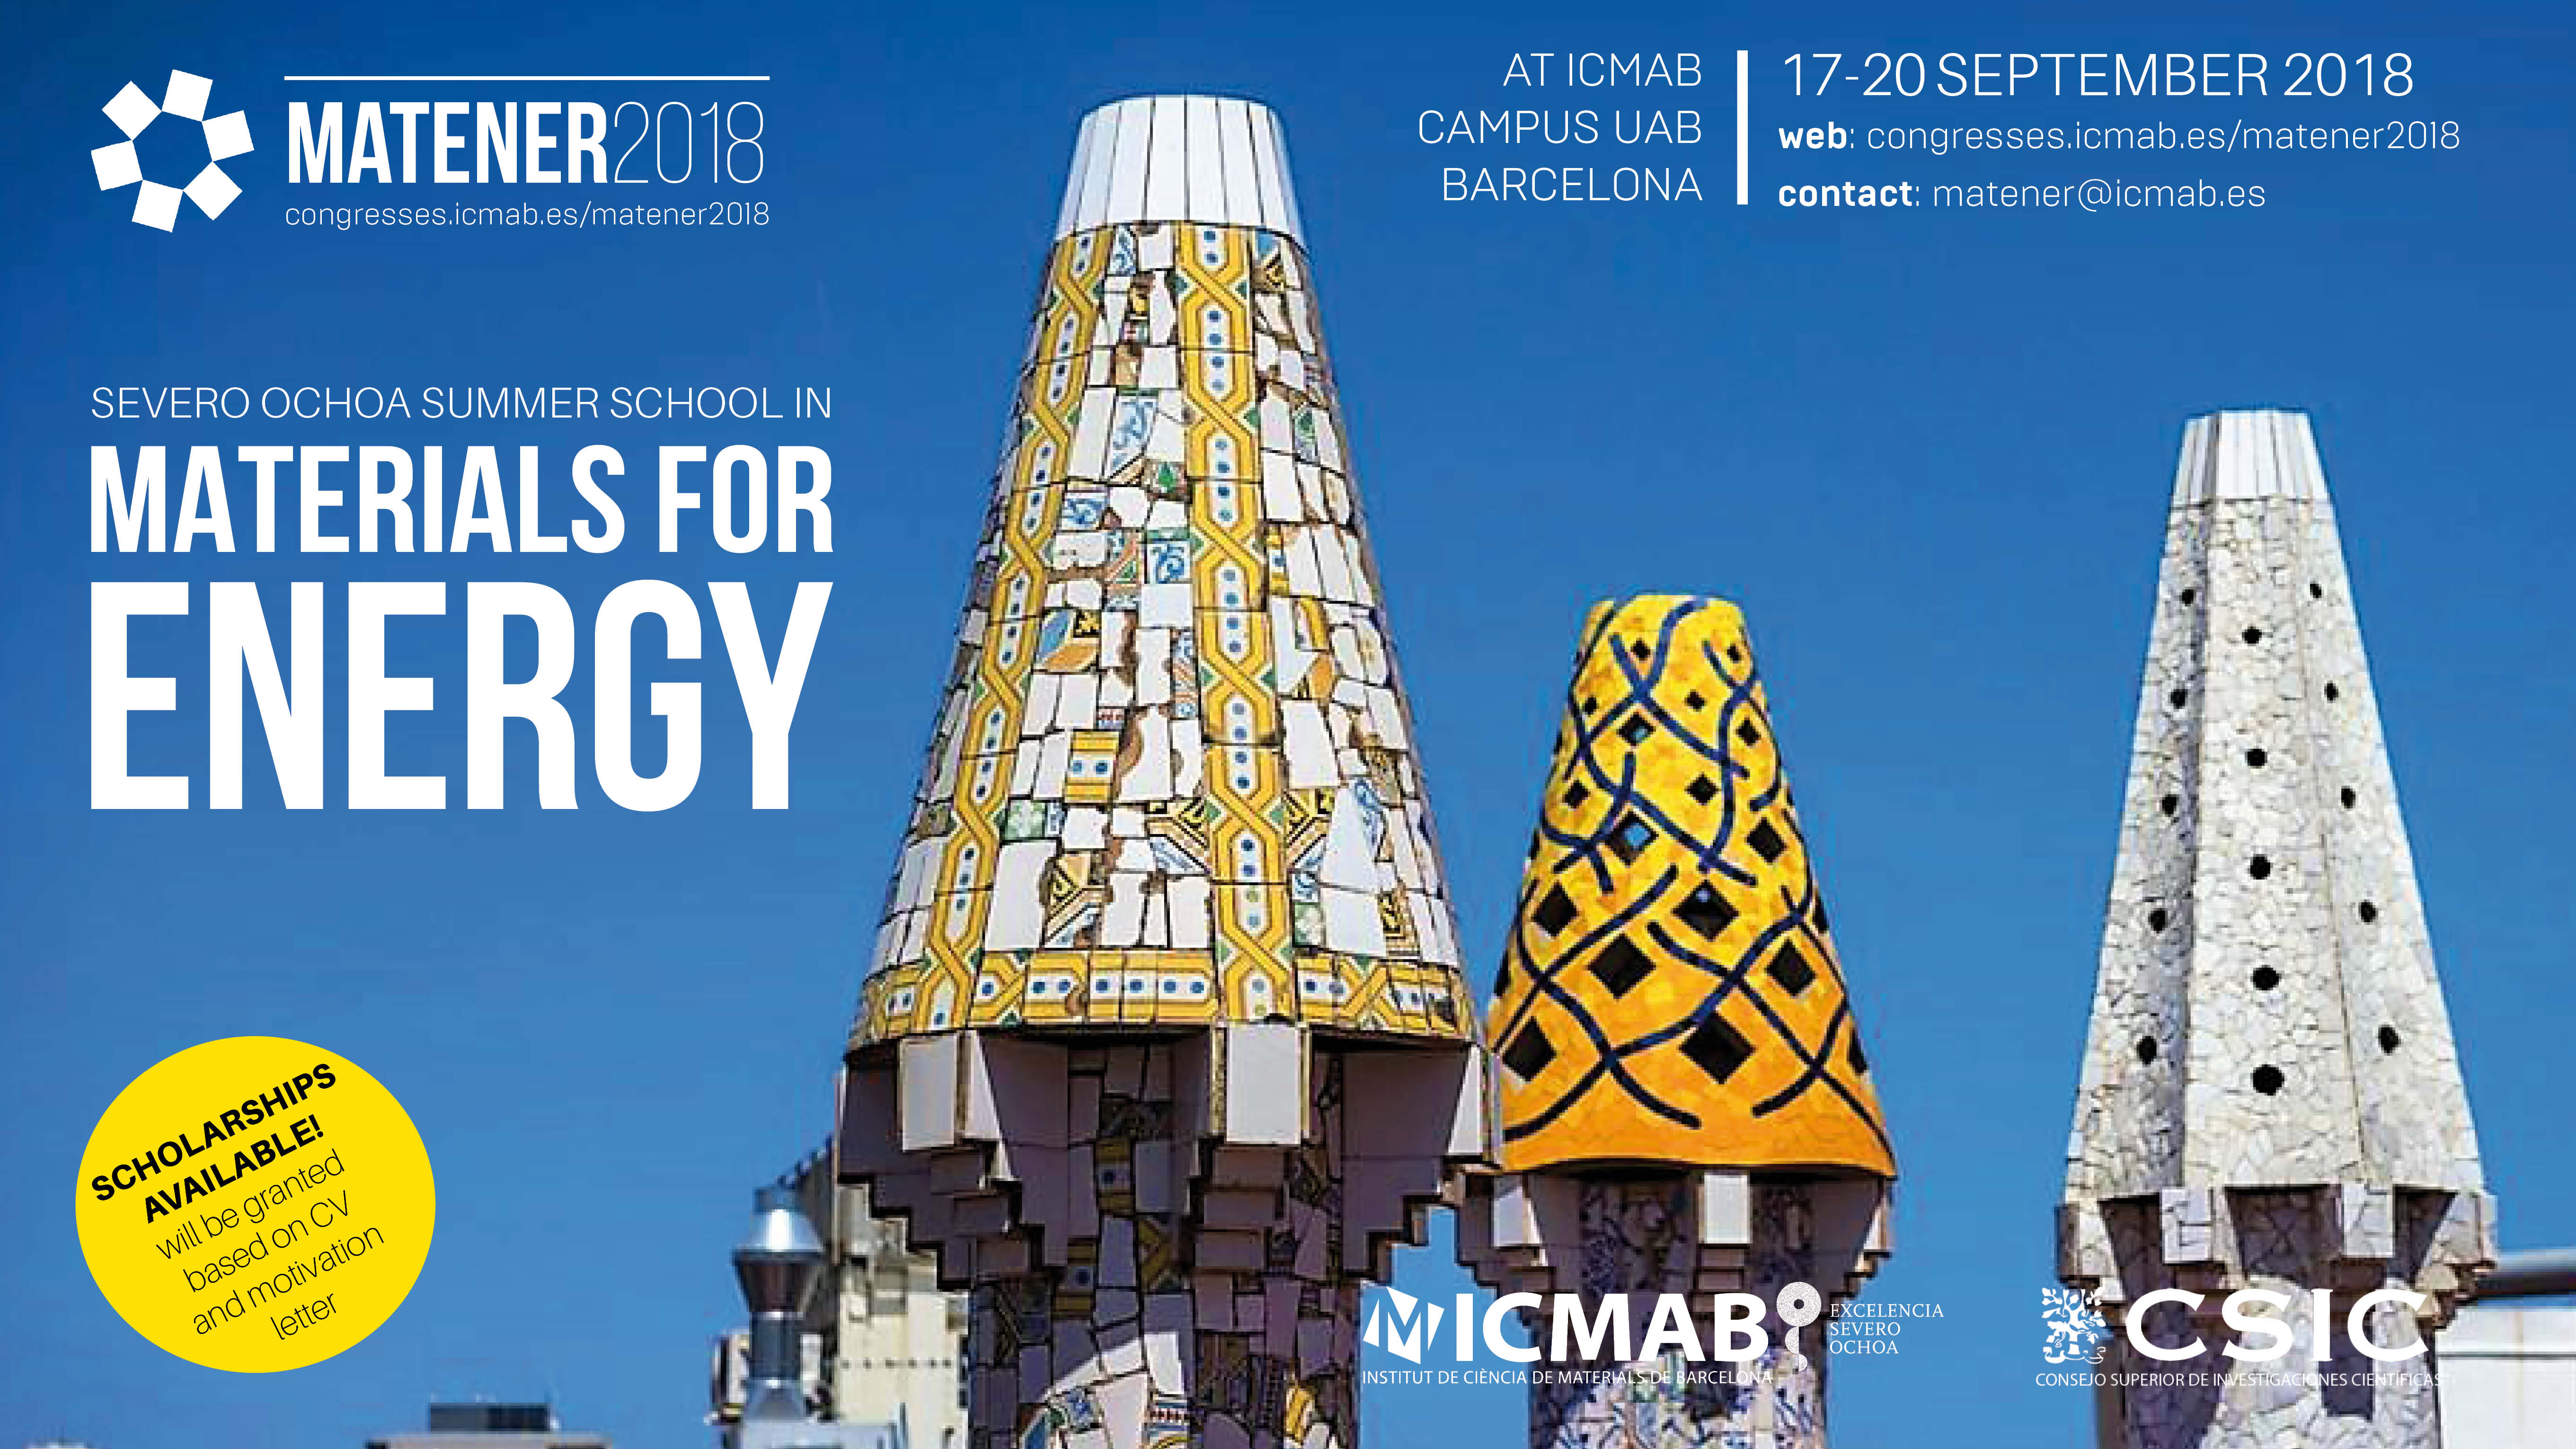 MATENER2018
congresses.icmab.es/matener2018
AT ICMAB
CAMPUS UAB
BARCELONA
17-20 SEPTEMBER 2018
web: congresses.icmab.es/matener2018
contact: matener@icmab.es
SEVERO OCHOA SUMMER SCHOOL IN
MATERIALS FOR
ENERGY
SCHOLARSHIPS
AVAILABLE!
will be granted
based on CV
and motivation
letter
ICMAB
INSTITUT DE CIÈNCIA DE MATERIALS DE BARCELONA
EXCELENCIA
SEVERO
OCHOA
CSIC
CONSEJO SUPERIOR DE INVESTIGACIONES CIENTÍFICAS